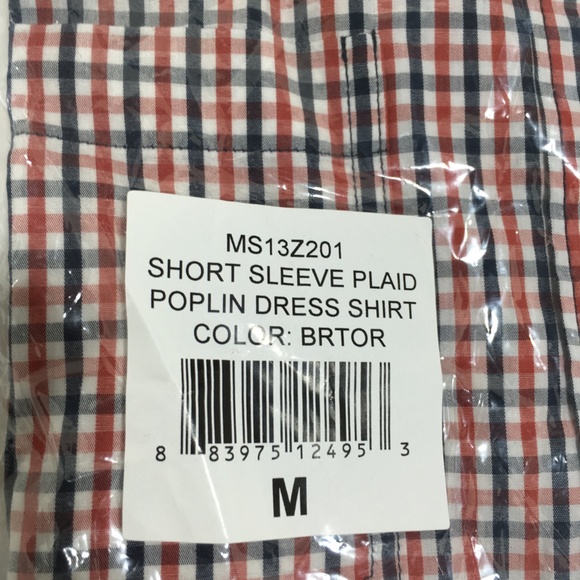 MS13Z201
SHORT SLEEVE PLAID
POPLIN DRESS SHIRT
COLOR: BRTOR
8 83975 12495 3
M